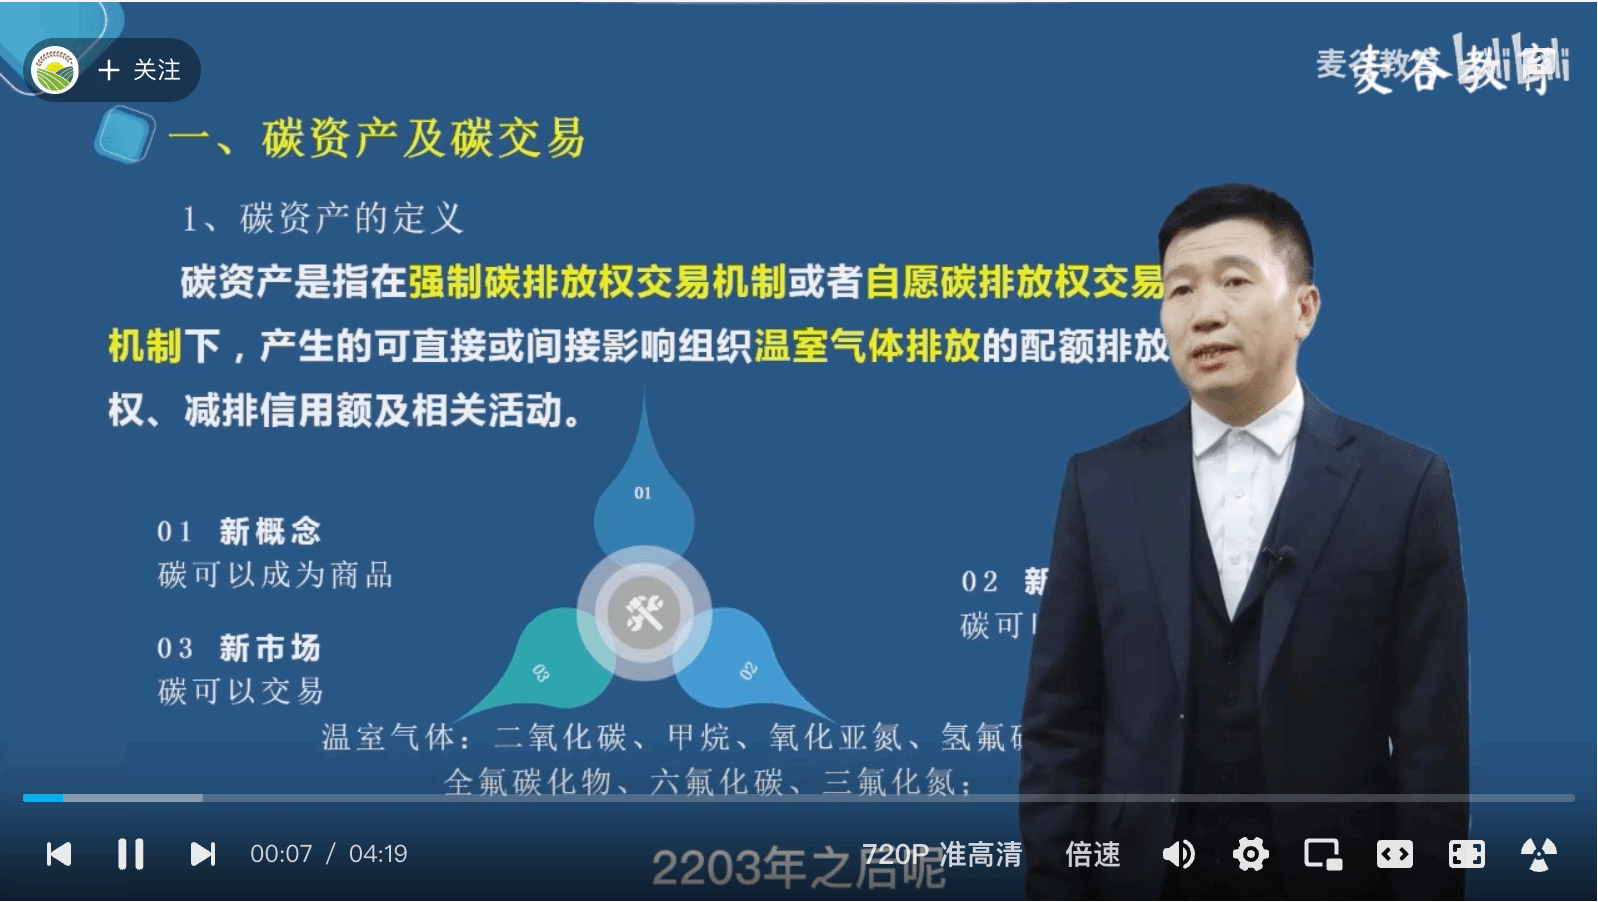 + 关注
麦谷教育 bilibili
麦谷教育
一、碳资产及碳交易
1、碳资产的定义
碳资产是指在强制碳排放权交易机制或者自愿碳排放权交易
机制下，产生的可直接或间接影响组织温室气体排放的配额排放
权、减排信用额及相关活动。
01
01 新概念
碳可以成为商品
02 新
碳可
03 新市场
碳可以交易
03
02
温室气体：二氧化碳、甲烷、氧化亚氮、氢氟
全氟碳化物、六氟化碳、三氟化氮；
00:07 / 04:19
720P 准高清
倍速
2203年之后呢